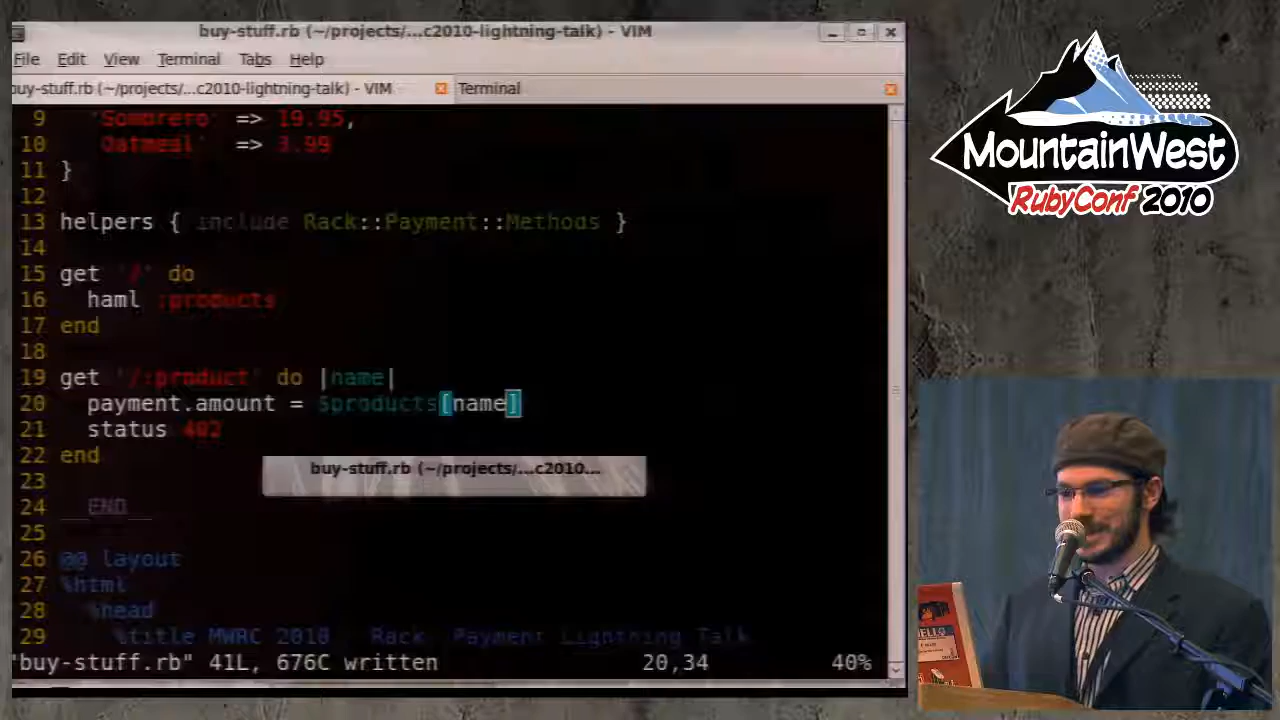 buy-stuff.rb (~/projects/...c2010-lightning-talk) - VIM
File Edit View Terminal Tabs Help
buy-stuff.rb (~/projects/...c2010-lightning-talk) - VIM Terminal
9 'Sombrero' => 19.95,
10 'Oatmeal' => 3.99
11 }
12
13 helpers { include Rack::Payment::Methods }
14
15 get '/' do
16 haml :products
17 end
18
19 get '/:product' do |name|
20 payment.amount = $products[name]
21 status 402
22 end
23
24 __END__
25
26 @@ layout
27 %html
28 %head
29 %title MWRC 2010 Rack Payment Lightning Talk
"buy-stuff.rb" 41L, 676C written 20,34 40%
buy-stuff.rb (~/projects/...c2010...
MountainWest
RubyConf 2010